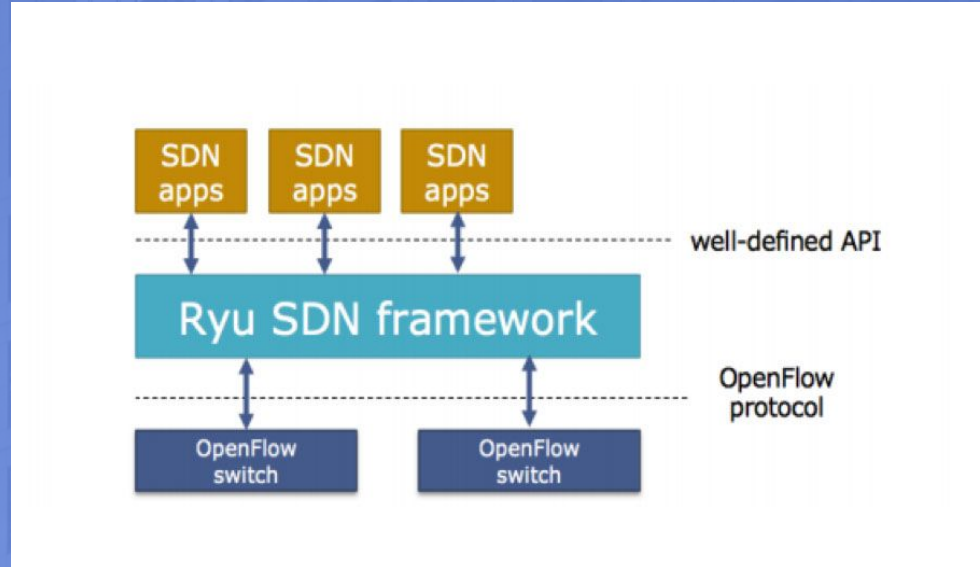 SDN
apps
SDN
apps
SDN
apps
well-defined API
Ryu SDN framework
OpenFlow
protocol
OpenFlow
switch
OpenFlow
switch